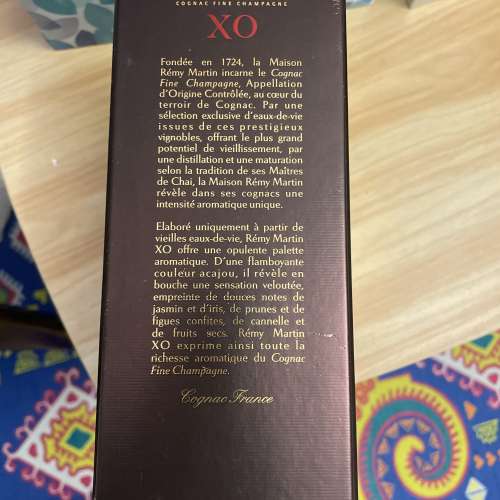 COGNAC FINE CHAMPAGNE
XO
Fondée en 1724, la Maison
Rémy Martin incarne le Cognac
Fine Champagne, Appellation
d'Origine Contrôlée, au cœur du
terroir de Cognac. Par une
sélection exclusive d'eaux-de-vie
issues de ces prestigieux
vignobles, offrant le plus grand
potentiel de vieillissement, par
une distillation et une maturation
selon la tradition de ses Maîtres
de Chai, la Maison Rémy Martin
révèle dans ses cognacs une
intensité aromatique unique.
Elaboré uniquement à partir de
vieilles eaux-de-vie, Rémy Martin
XO offre une opulente palette
aromatique. D'une flamboyante
couleur acajou, il révèle en
bouche une sensation veloutée,
empreinte de douces notes de
jasmin et d'iris, de prunes et de
figues confites, de cannelle et
de fruits secs. Rémy Martin
XO exprime ainsi toute la
richesse aromatique du Cognac
Fine Champagne.
Cognac France